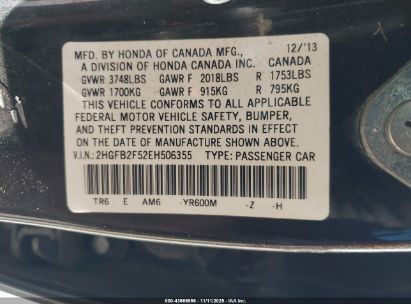 MFD. BY HONDA OF CANADA MFG., 12/'13
A DIVISION OF HONDA CANADA INC. CANADA
GVWR 3748LBS GAWR F 2018LBS R 1753LBS
GVWR 1700KG GAWR F 915KG R 795KG
THIS VEHICLE CONFORMS TO ALL APPLICABLE
FEDERAL MOTOR VEHICLE SAFETY, BUMPER,
AND THEFT PREVENTION STANDARDS IN EFFECT
ON THE DATE OF MANUFACTURE SHOWN ABOVE.
V.I.N.: 2HGFB2F52EH506355 TYPE: PASSENGER CAR
TR6 E AM6 -YR600M -Z -H